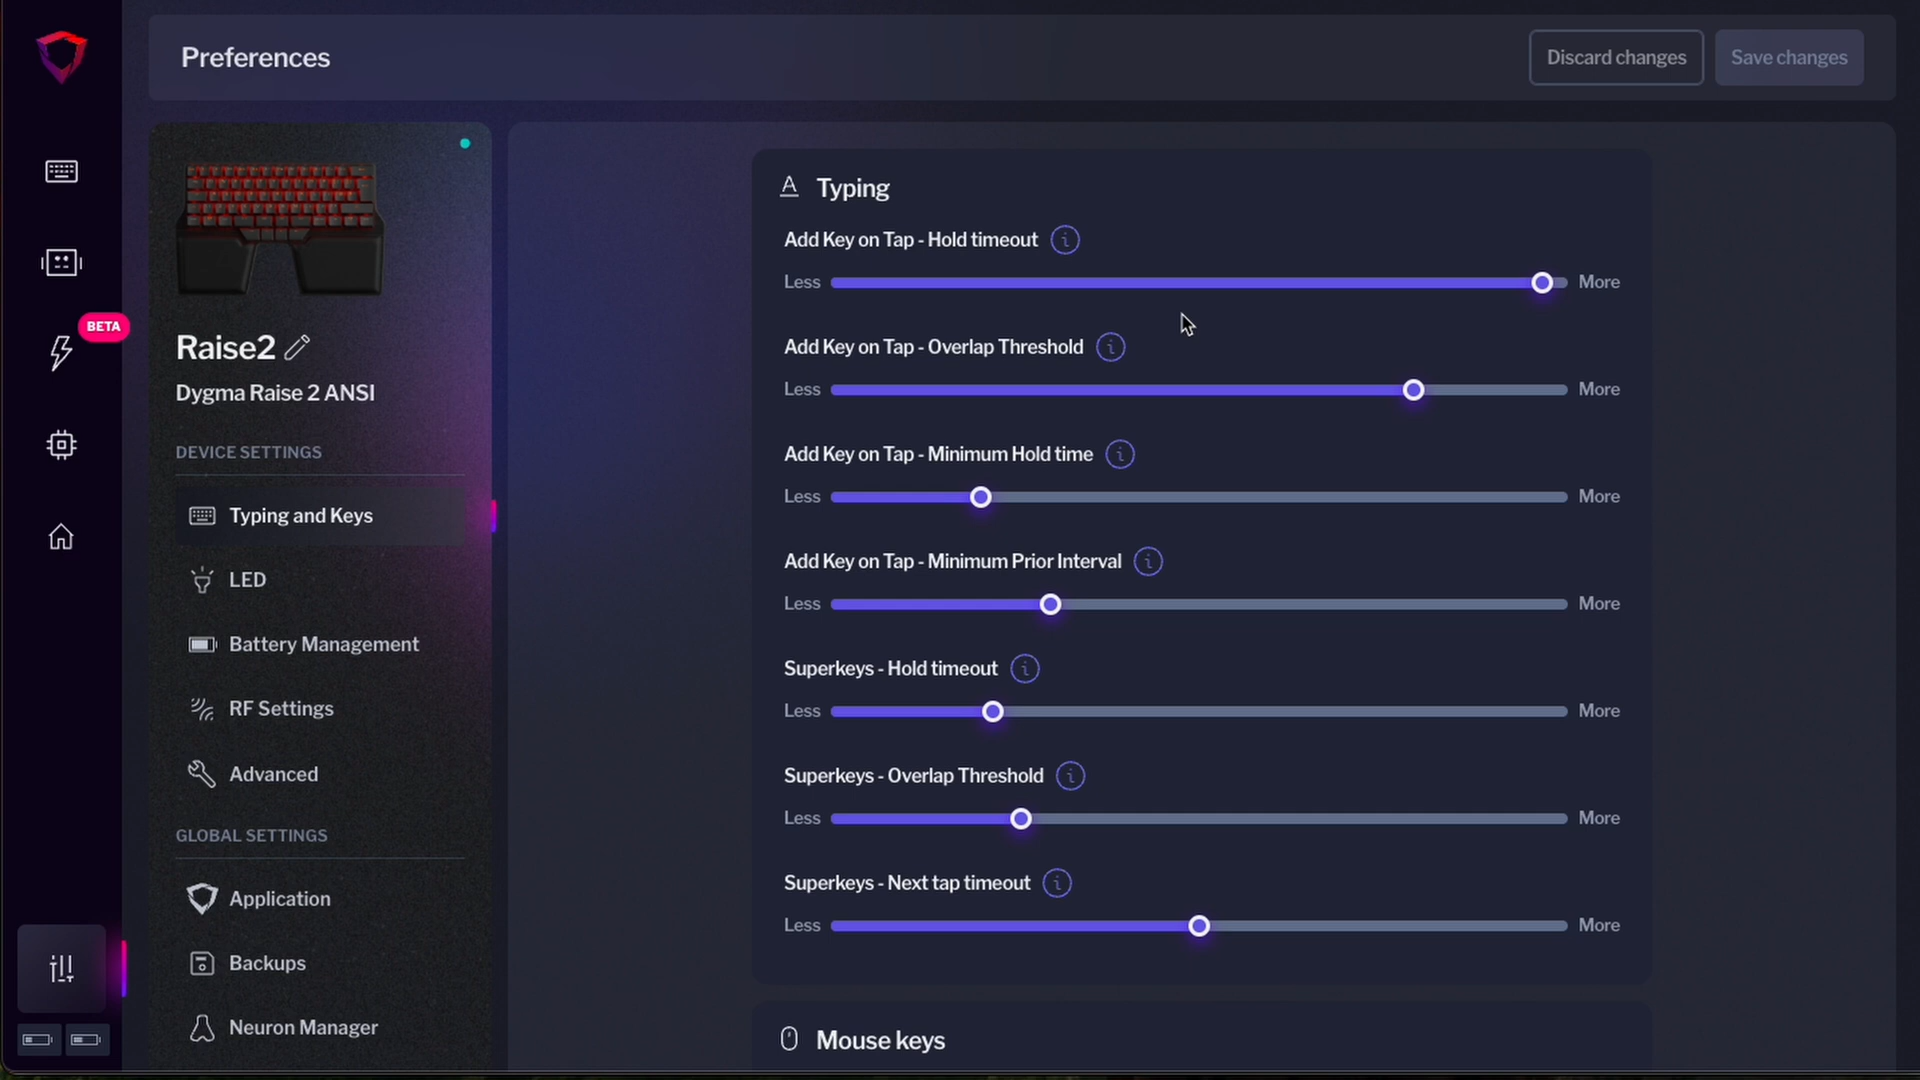 Preferences
Discard changes
Save changes
BETA
Raise2
Dygma Raise 2 ANSI
DEVICE SETTINGS
Typing and Keys
LED
Battery Management
RF Settings
Advanced
GLOBAL SETTINGS
Application
Backups
Neuron Manager
Typing
Add Key on Tap - Hold timeout
Less
More
Add Key on Tap - Overlap Threshold
Less
More
Add Key on Tap - Minimum Hold time
Less
More
Add Key on Tap - Minimum Prior Interval
Less
More
Superkeys - Hold timeout
Less
More
Superkeys - Overlap Threshold
Less
More
Superkeys - Next tap timeout
Less
More
Mouse keys